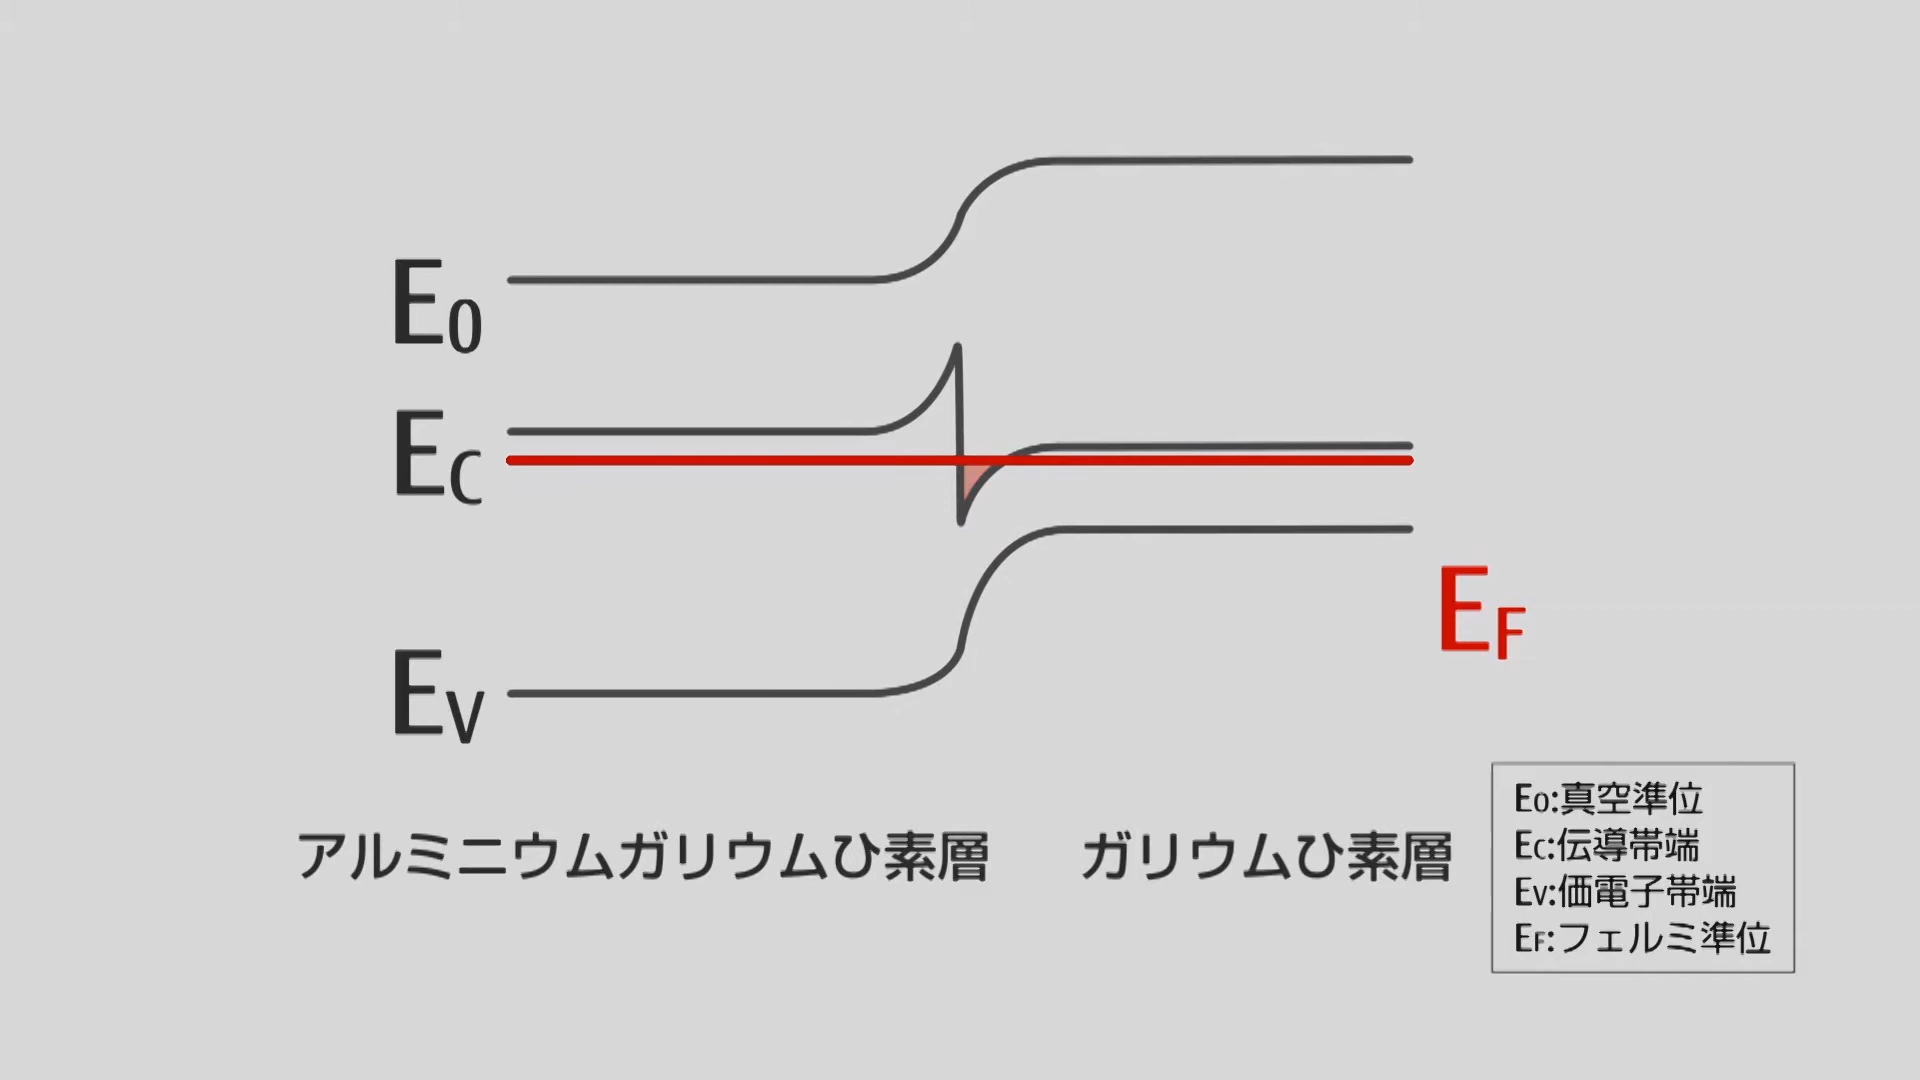 E0
EC
EV
EF
アルミニウムガリウムひ素層
ガリウムひ素層
E0:真空準位
EC:伝導帯端
EV:価電子帯端
EF:フェルミ準位